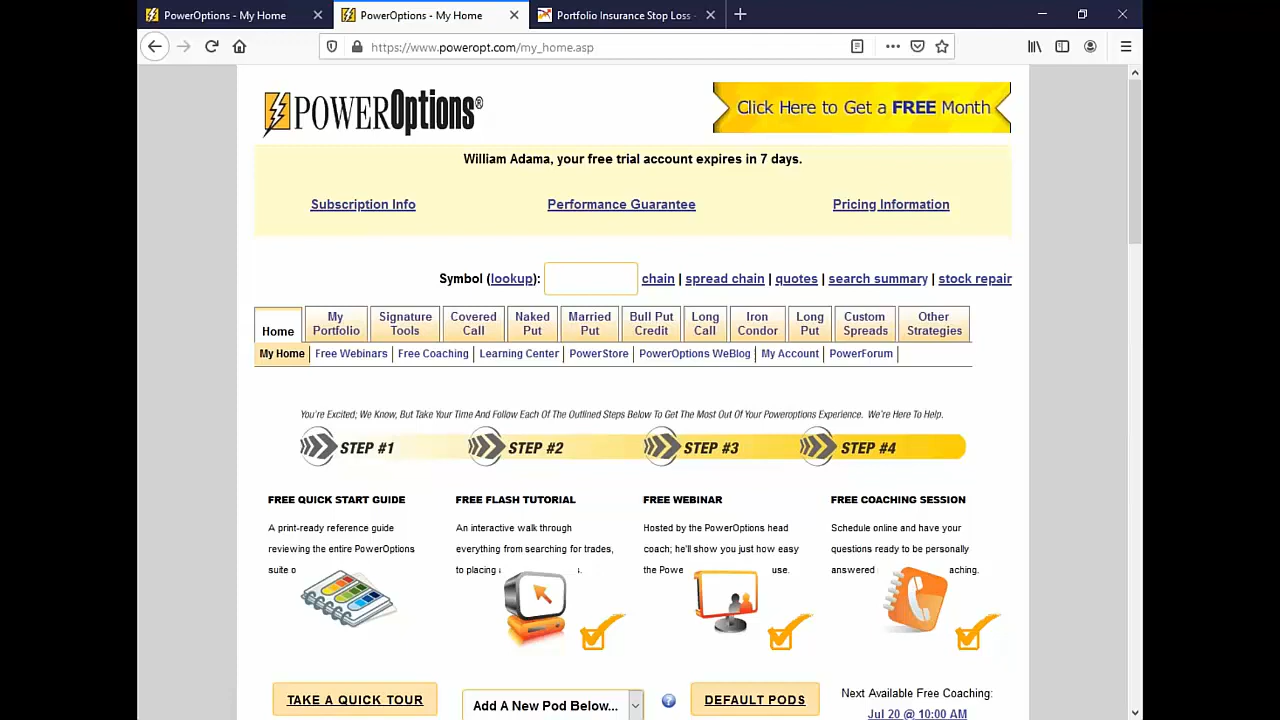 PowerOptions - My Home
PowerOptions - My Home
Portfolio Insurance Stop Loss -
https://www.poweropt.com/my_home.asp
POWEROptions®
Click Here to Get a FREE Month
William Adama, your free trial account expires in 7 days.
Subscription Info
Performance Guarantee
Pricing Information
Symbol (lookup): chain | spread chain | quotes | search summary | stock repair
Home
My Portfolio
Signature Tools
Covered Call
Naked Put
Married Put
Bull Put Credit
Long Call
Iron Condor
Long Put
Custom Spreads
Other Strategies
My Home | Free Webinars | Free Coaching | Learning Center | PowerStore | PowerOptions WeBlog | My Account | PowerForum |
You're Excited; We Know, But Take Your Time And Follow Each Of The Outlined Steps Below To Get The Most Out Of Your Poweroptions Experience. We're Here To Help.
STEP #1
STEP #2
STEP #3
STEP #4
FREE QUICK START GUIDE
A print-ready reference guide
reviewing the entire PowerOptions
suite o
FREE FLASH TUTORIAL
An interactive walk through
everything from searching for trades,
to placing
FREE WEBINAR
Hosted by the PowerOptions head
coach; he'll show you just how easy
the Powe use.
FREE COACHING SESSION
Schedule online and have your
questions ready to be personally
answered aching.
TAKE A QUICK TOUR
Add A New Pod Below...
DEFAULT PODS
Next Available Free Coaching:
Jul 20 @ 10:00 AM